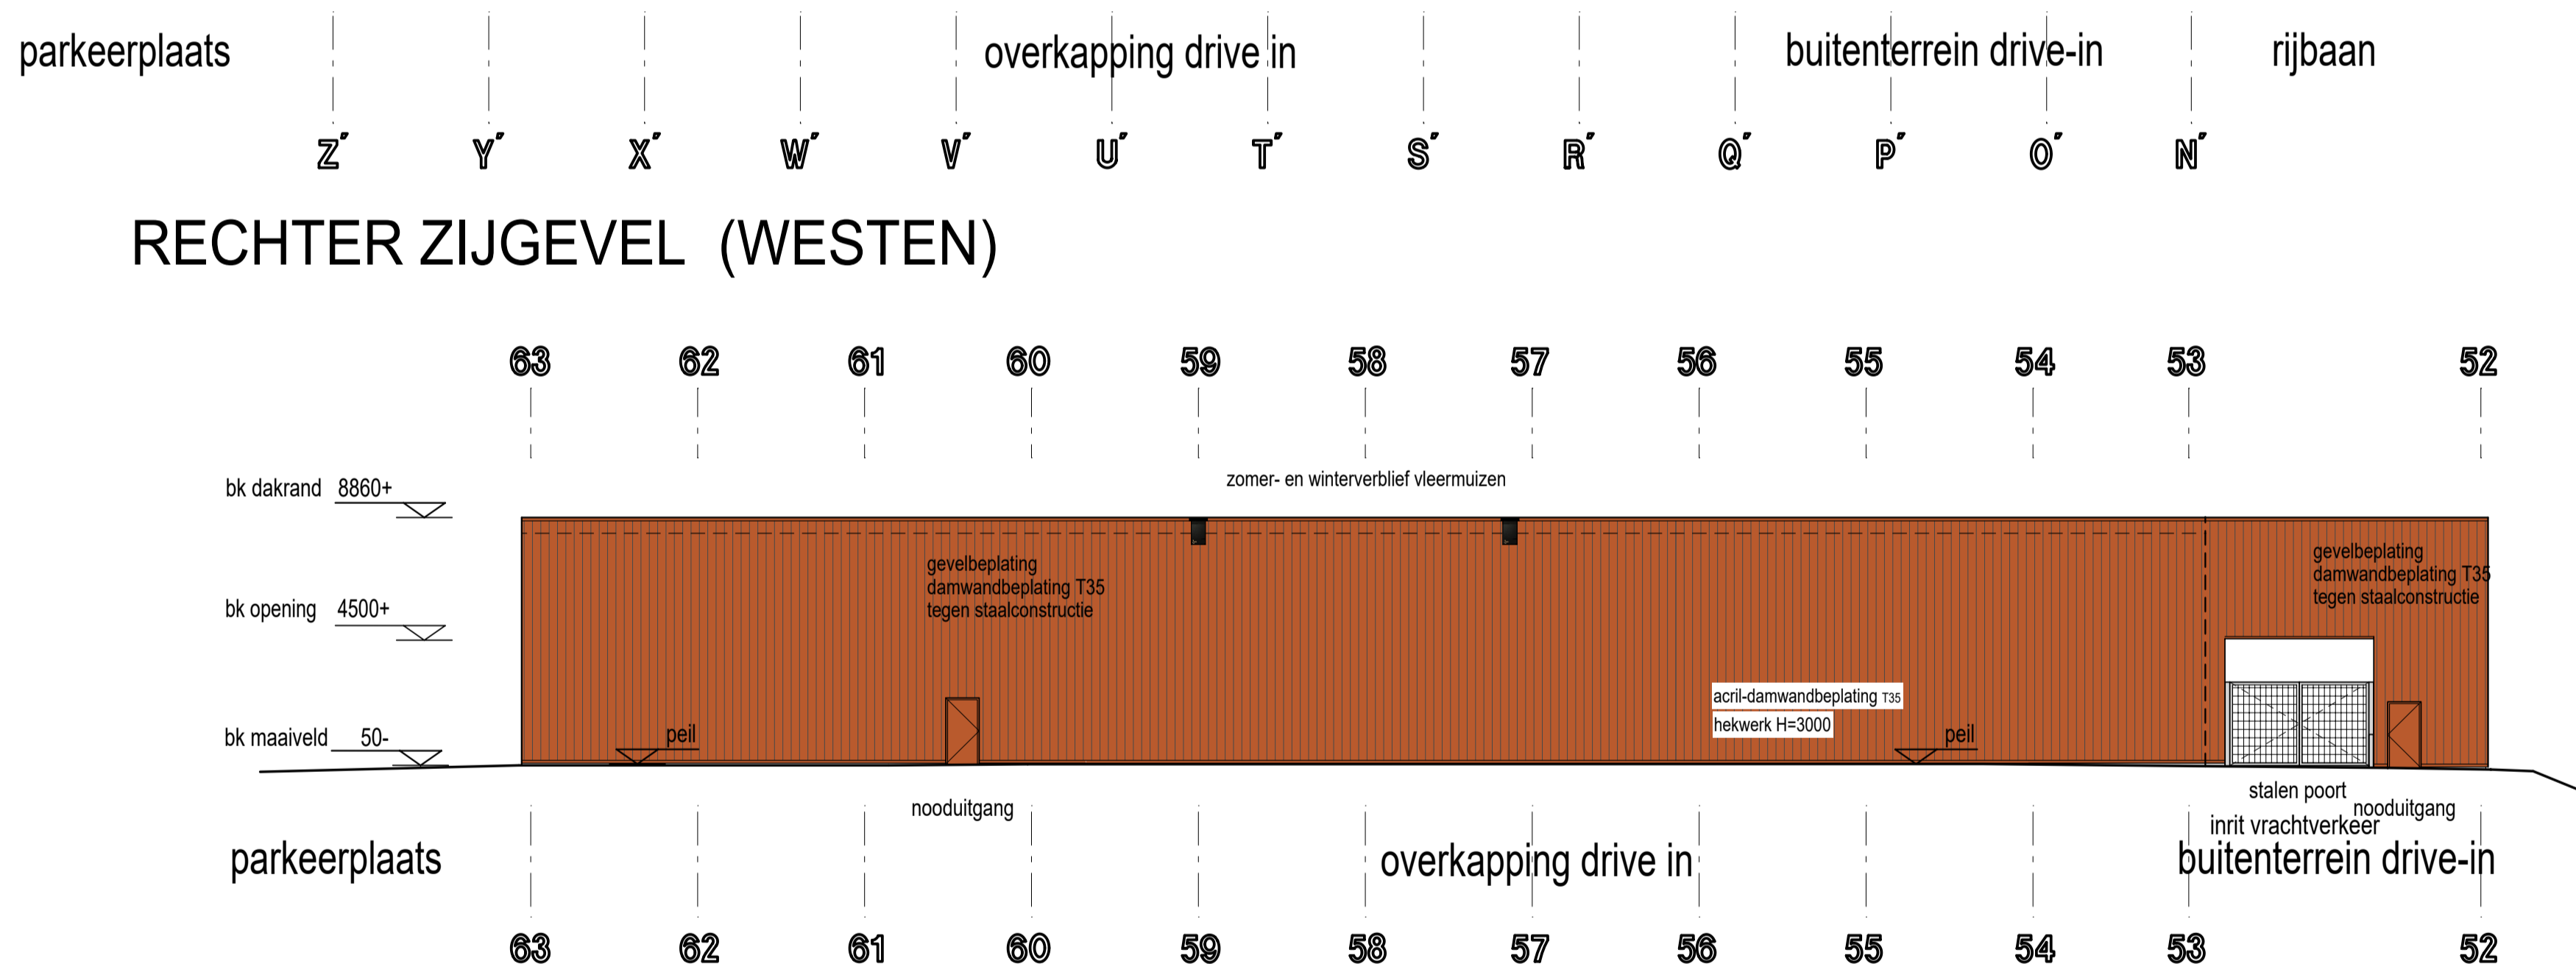 parkeerplaats overkapping drive in buitenterrein drive-in rijbaan
Z´ Y´ X´ W´ V´ U´ T´ S´ R´ Q´ P´ O´ N´
RECHTER ZIJGEVEL (WESTEN)
63 62 61 60 59 58 57 56 55 54 53 52
zomer- en winterverblief vleermuizen
bk dakrand 8860+
gevelbeplating
damwandbeplating T35
tegen staalconstructie
gevelbeplating
damwandbeplating T35
tegen staalconstructie
bk opening 4500+
acril-damwandbeplating T35
hekwerk H=3000
bk maaiveld 50-
peil
peil
nooduitgang
stalen poort
nooduitgang
inrit vrachtverkeer
parkeerplaats overkapping drive in buitenterrein drive-in
63 62 61 60 59 58 57 56 55 54 53 52